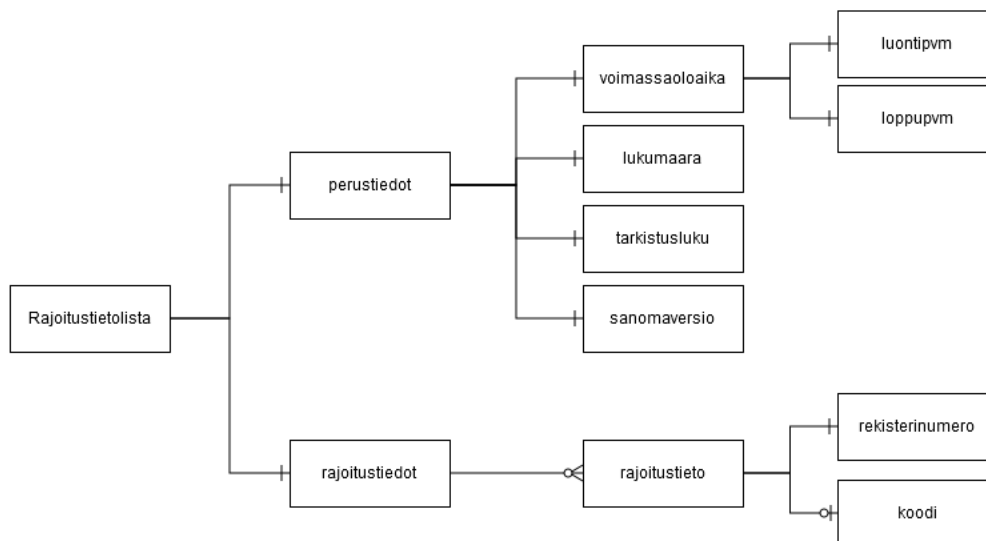 luontipvm
voimassaoloaika
loppupvm
lukumaara
perustiedot
tarkistusluku
Rajoitustietolista
sanomaversio
rekisterinumero
rajoitustiedot
rajoitustieto
koodi